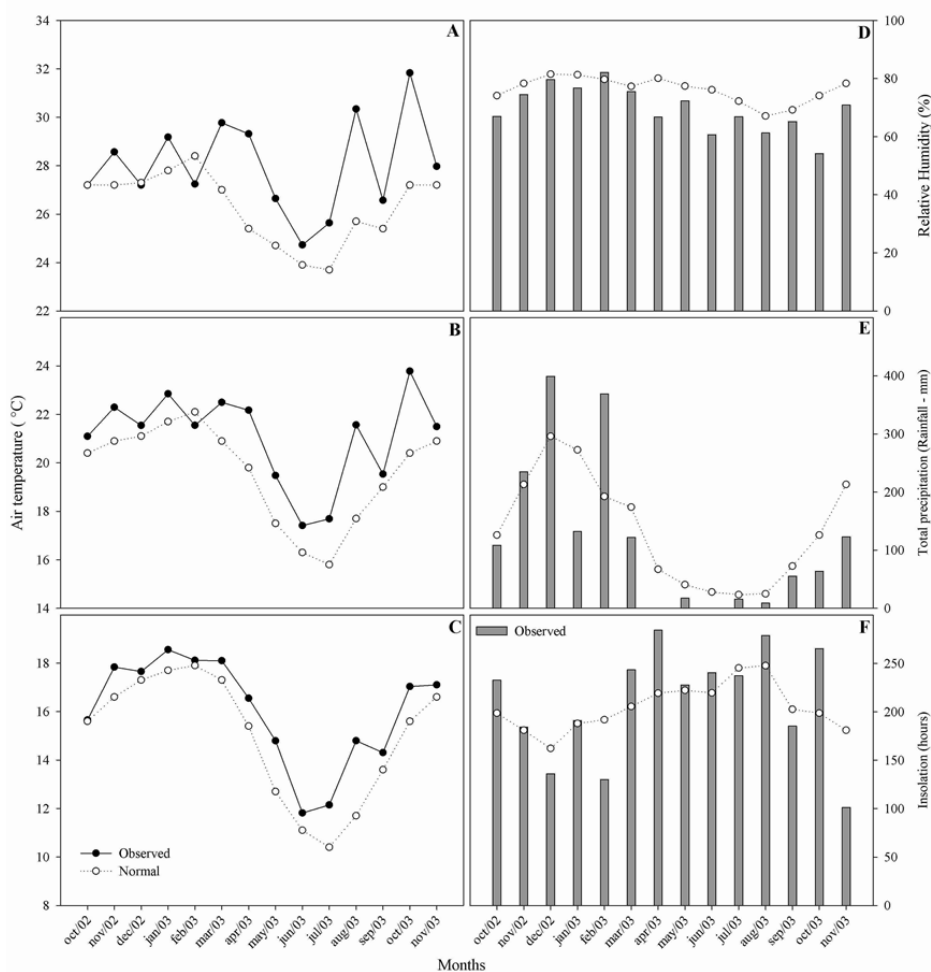 34
32
30
28
26
24
22
A
24
22
20
18
16
14
B
18
16
14
12
10
8
C
Air temperature ( °C)
Observed
Normal
oct/02
nov/02
dec/02
jan/03
feb/03
mar/03
apr/03
may/03
jun/03
jul/03
aug/03
sep/03
oct/03
nov/03
D
100
80
60
40
20
0
Relative Humidity (%)
E
400
300
200
100
0
Total precipitation (Rainfall - mm)
Observed
F
250
200
150
100
50
0
Insolation (hours)
oct/02
nov/02
dec/02
jan/03
feb/03
mar/03
apr/03
may/03
jun/03
jul/03
aug/03
sep/03
oct/03
nov/03
Months